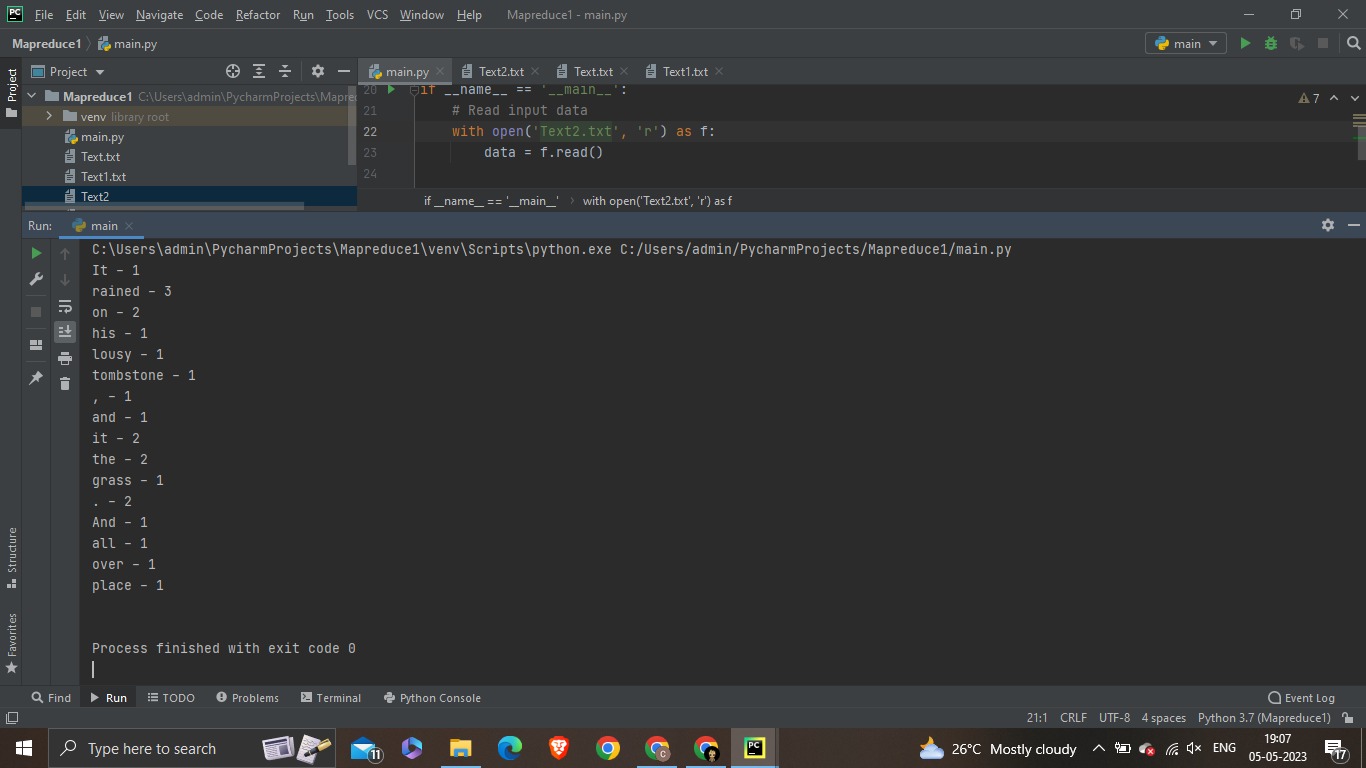 PC File Edit View Navigate Code Refactor Run Tools VCS Window Help Mapreduce1 - main.py
Mapreduce1 main.py main
Project Project main.py Text2.txt Text.txt Text1.txt
Mapreduce1 C:\Users\admin\PycharmProjects\Mapre
venv library root
main.py
Text.txt
Text1.txt
Text2
20 if __name__ == '__main__':
21 # Read input data
22 with open('Text2.txt', 'r') as f:
23 data = f.read()
24
7
if __name__ == '__main__' › with open('Text2.txt', 'r') as f
Run: main
C:\Users\admin\PycharmProjects\Mapreduce1\venv\Scripts\python.exe C:/Users/admin/PycharmProjects/Mapreduce1/main.py
It - 1
rained - 3
on - 2
his - 1
lousy - 1
tombstone - 1
, - 1
and - 1
it - 2
the - 2
grass - 1
. - 2
And - 1
all - 1
over - 1
place - 1
Process finished with exit code 0
Structure
Favorites
Find Run TODO Problems Terminal Python Console Event Log
21:1 CRLF UTF-8 4 spaces Python 3.7 (Mapreduce1)
Type here to search 11 C PC 26°C Mostly cloudy ENG 19:07
05-05-2023 17